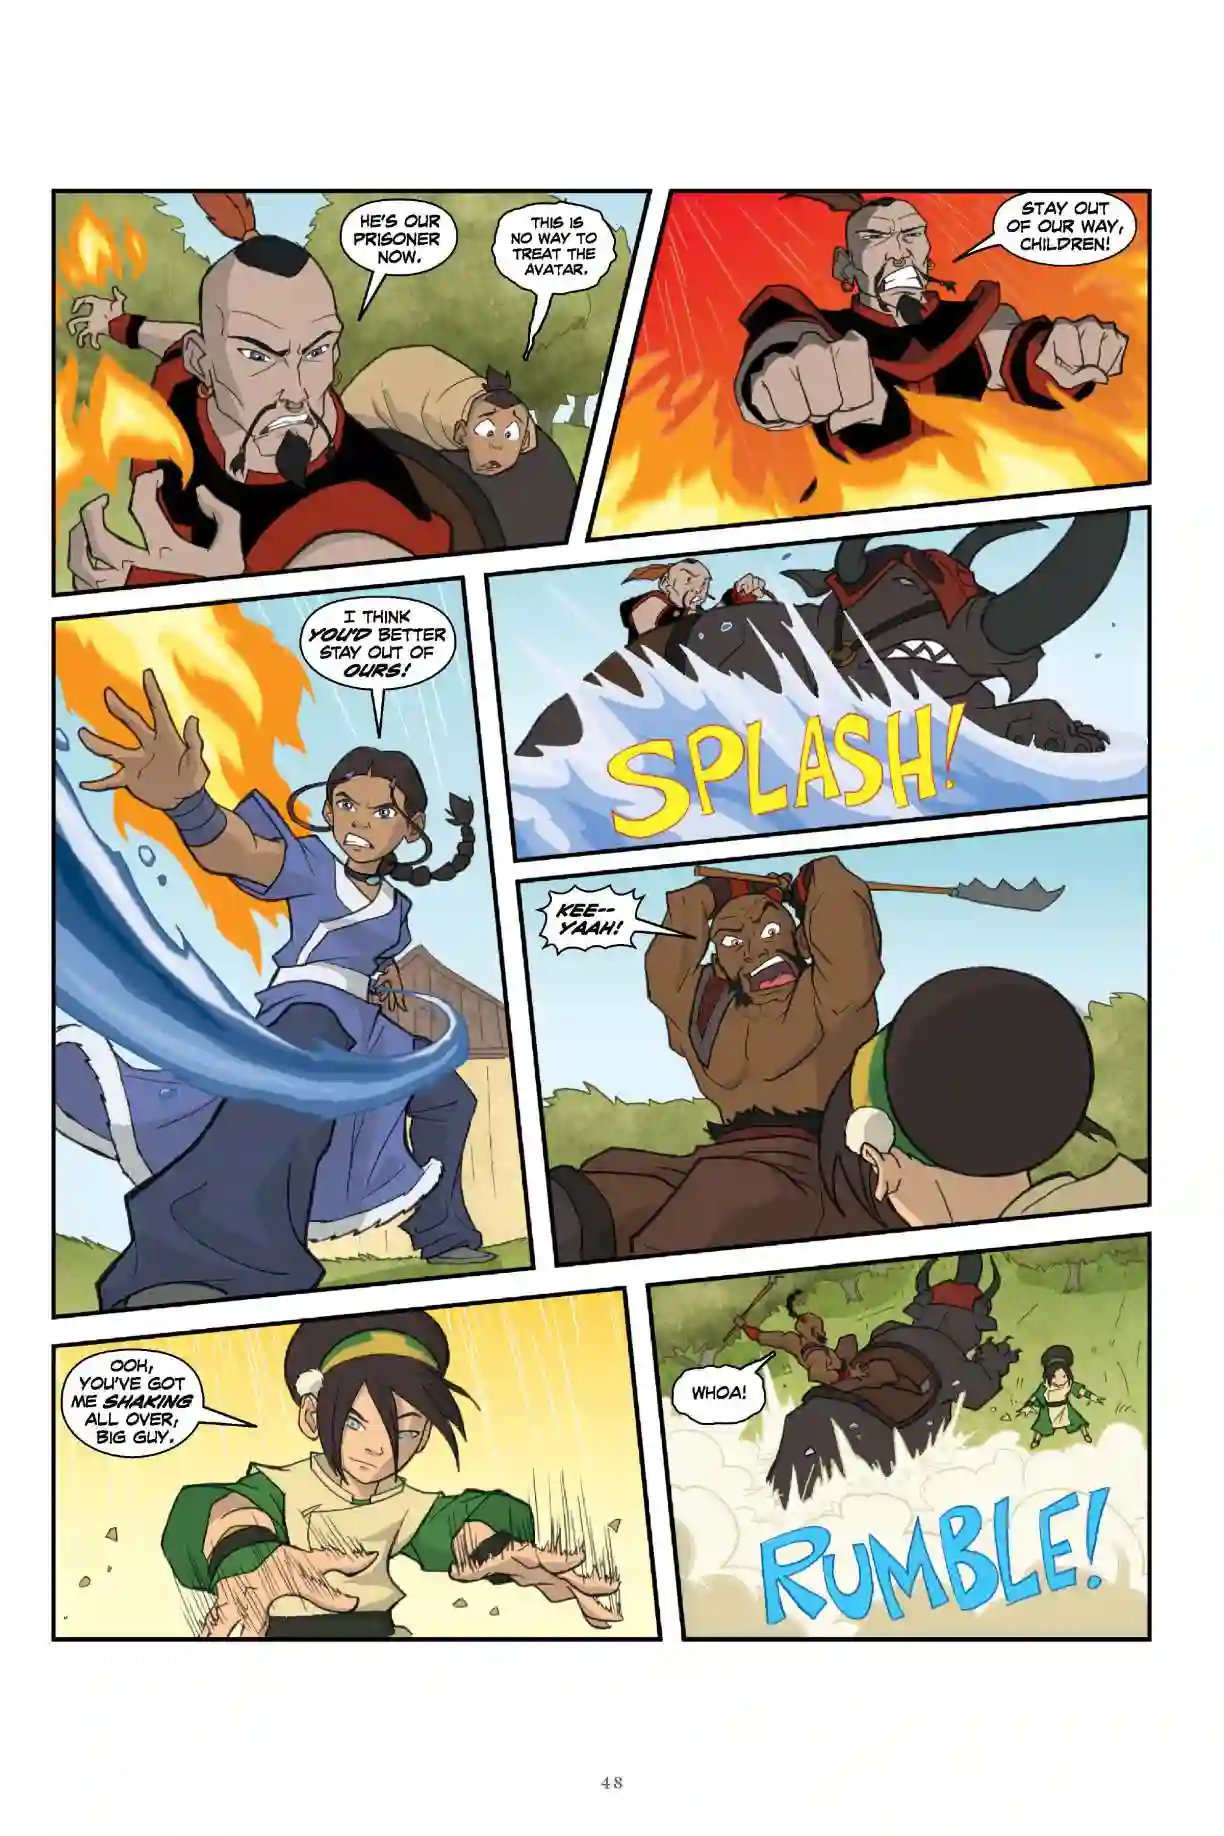 HE'S OUR
PRISONER
NOW.
THIS IS
NO WAY TO
TREAT THE
AVATAR.
STAY OUT
OF OUR WAY,
CHILDREN!
I THINK
YOU'D BETTER
STAY OUT OF
OURS!
SPLASH!
KEE--
YAAH!
OOH,
YOU'VE GOT
ME SHAKING
ALL OVER,
BIG GUY.
WHOA!
RUMBLE!
48